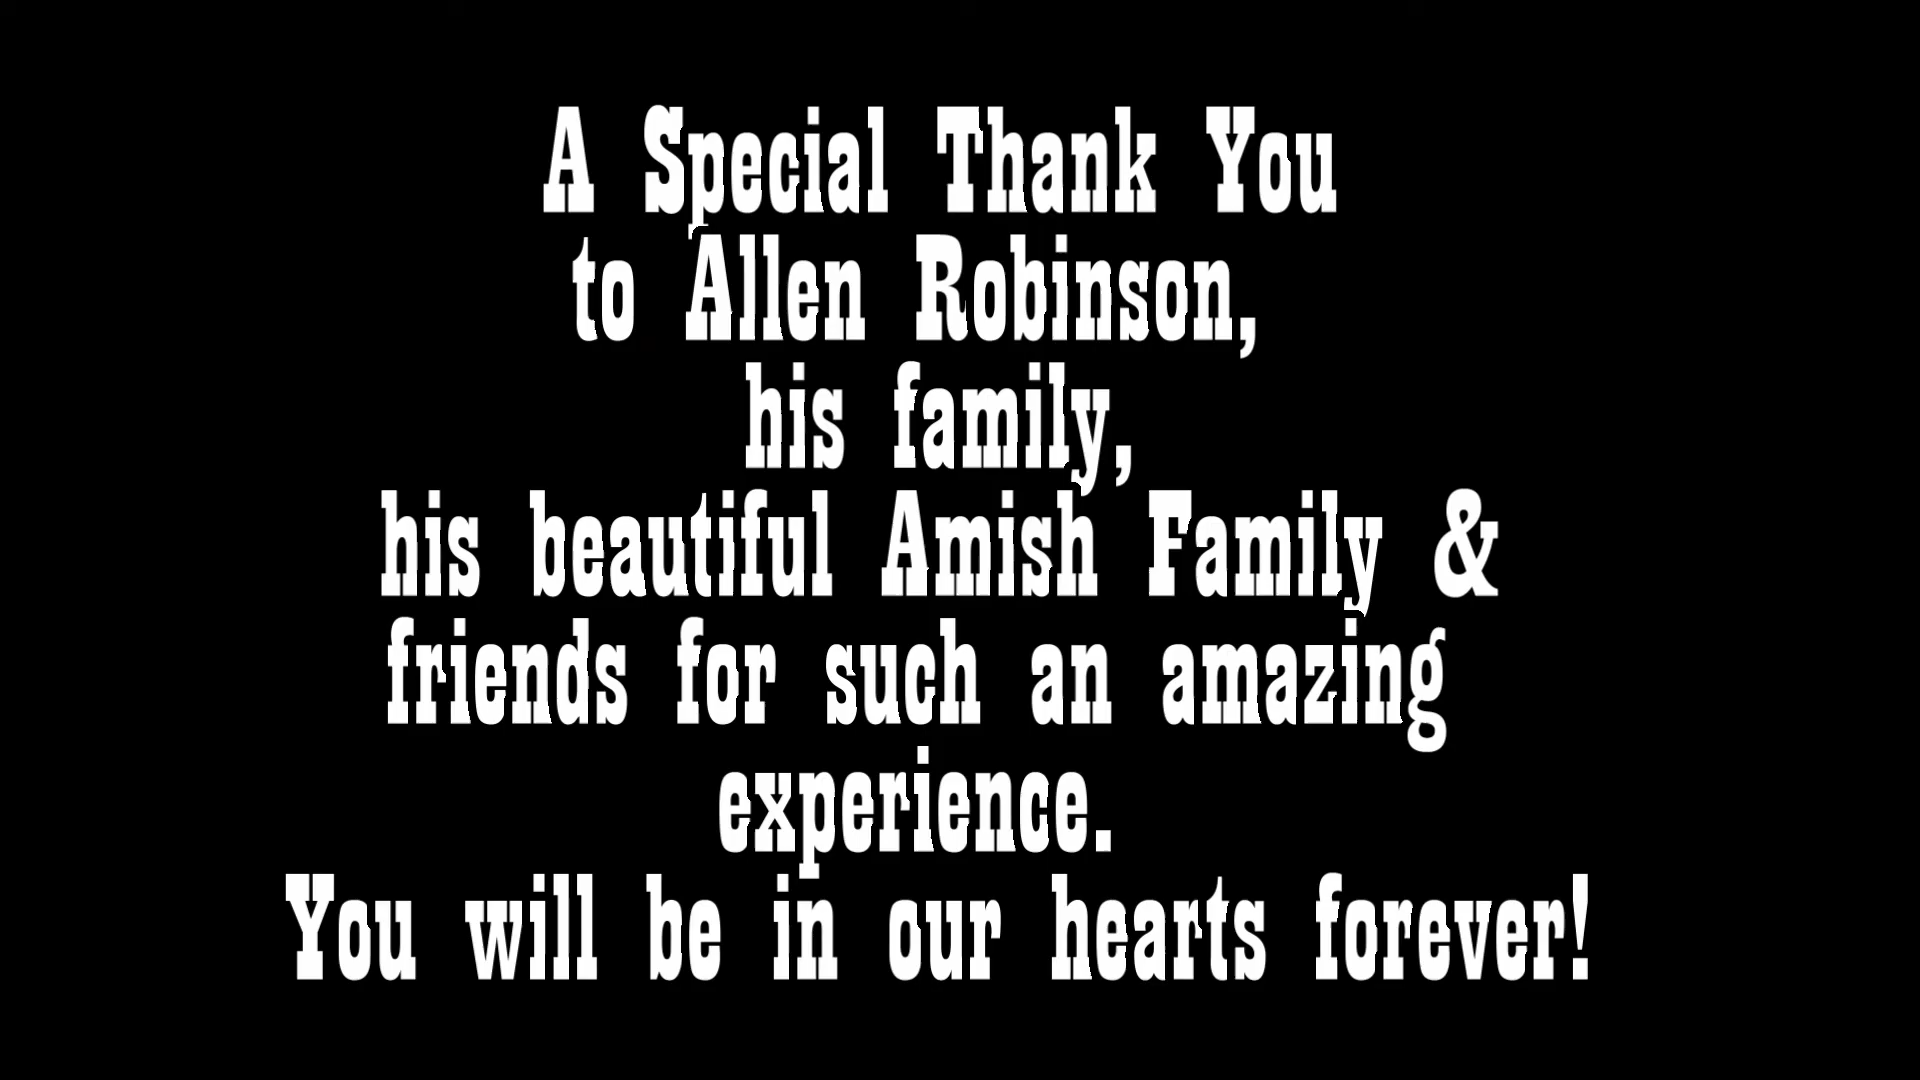 A Special Thank You
to Allen Robinson,
his family,
his beautiful Amish Family &
friends for such an amazing
experience.
You will be in our hearts forever!